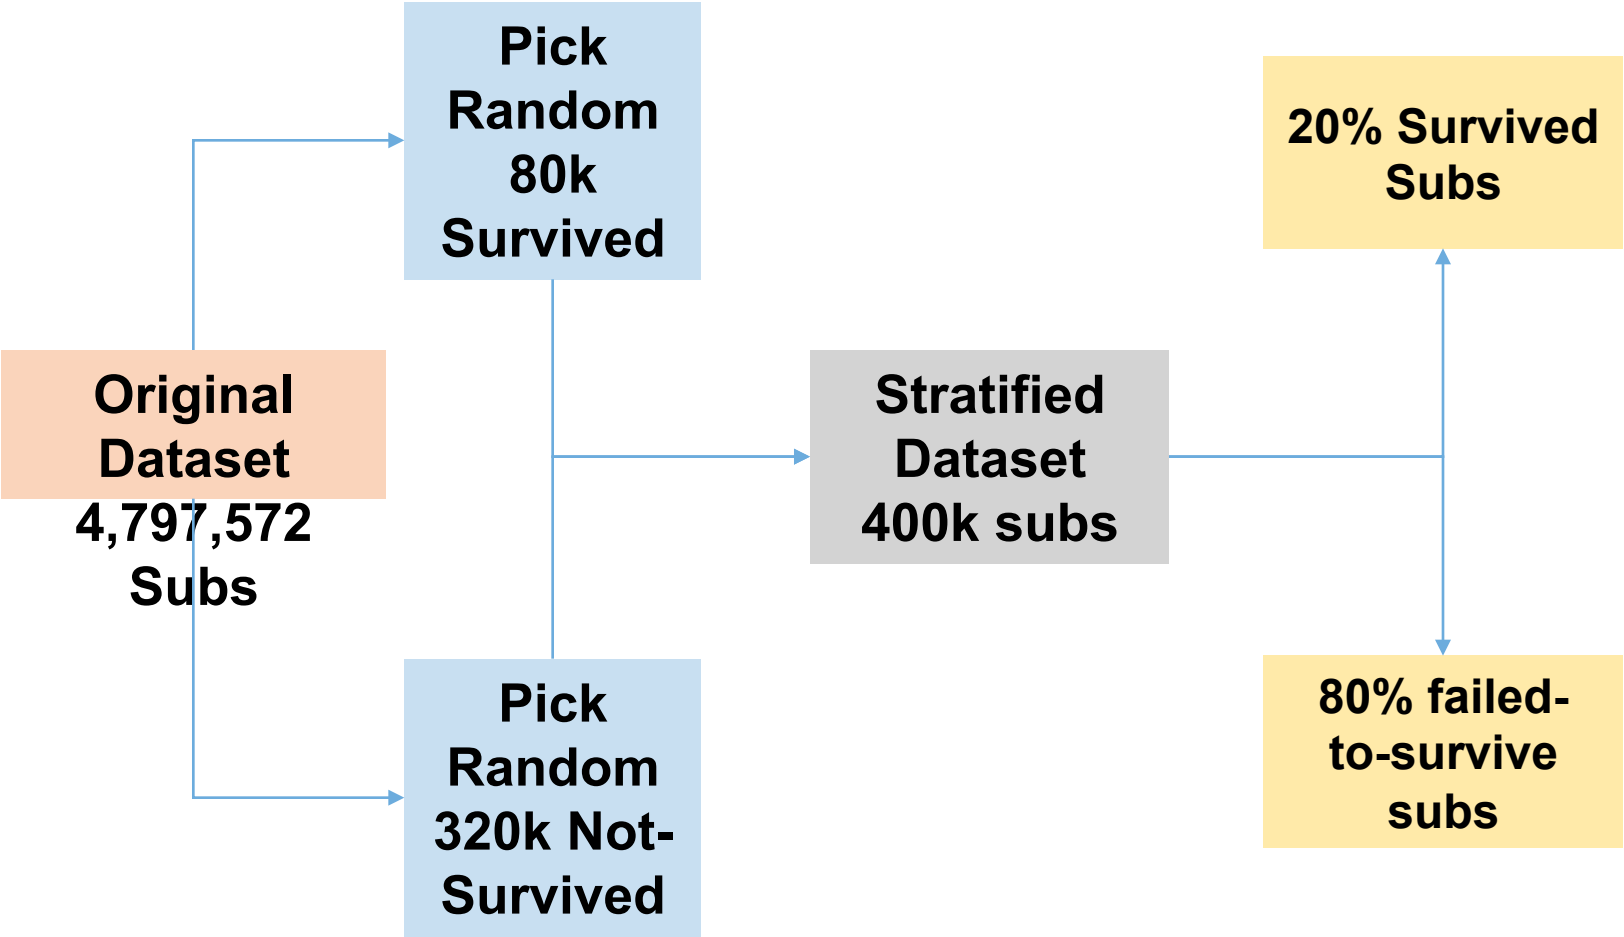 Original
Dataset
4,797,572
Subs
Pick
Random
80k
Survived
Pick
Random
320k Not-
Survived
Stratified
Dataset
400k subs
20% Survived
Subs
80% failed-
to-survive
subs